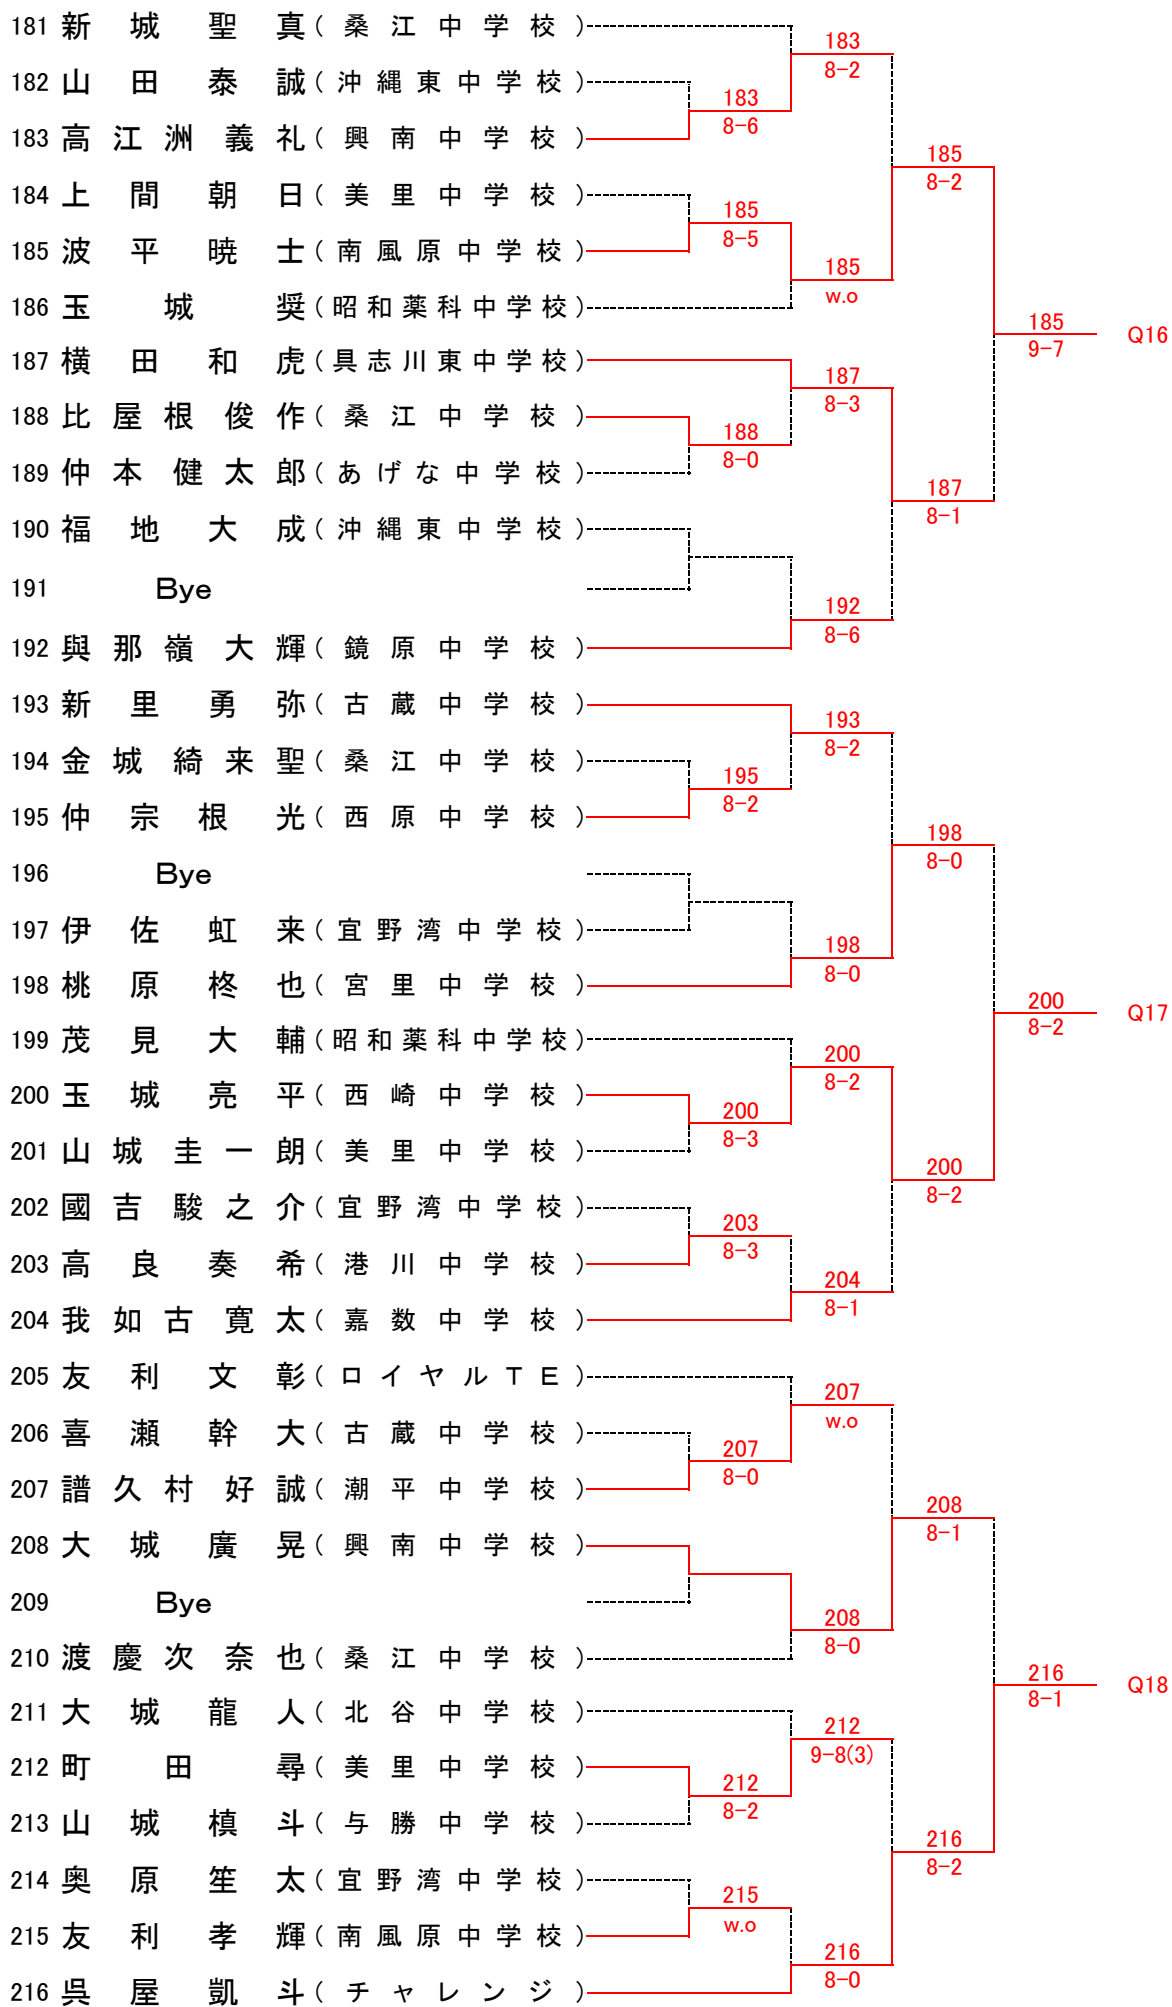 181 新城聖真(桑江中学校)
183
8-2
182 山田泰誠(沖縄東中学校)
183
8-6
183 高江洲義礼(興南中学校)
185
8-2
184 上間朝日(美里中学校)
185
8-5
185 波平暁士(南風原中学校)
185
w.o
186 玉城奨(昭和薬科中学校)
185
9-7
Q16
187 横田和虎(具志川東中学校)
187
8-3
188 比屋根俊作(桑江中学校)
188
8-0
189 仲本健太郎(あげな中学校)
187
8-1
190 福地大成(沖縄東中学校)
191 Bye
192
8-6
192 與那嶺大輝(鏡原中学校)
193 新里勇弥(古蔵中学校)
193
8-2
194 金城綺来聖(桑江中学校)
195
8-2
195 仲宗根光(西原中学校)
198
8-0
196 Bye
197 伊佐虹来(宜野湾中学校)
198
8-0
198 桃原柊也(宮里中学校)
200
8-2
Q17
199 茂見大輔(昭和薬科中学校)
200
8-2
200 玉城亮平(西崎中学校)
200
8-3
201 山城圭一朗(美里中学校)
200
8-2
202 國吉駿之介(宜野湾中学校)
203
8-3
203 高良奏希(港川中学校)
204
8-1
204 我如古寛太(嘉数中学校)
205 友利文彰(ロイヤルTE)
207
w.o
206 喜瀬幹大(古蔵中学校)
207
8-0
207 譜久村好誠(潮平中学校)
208
8-1
208 大城廣晃(興南中学校)
209 Bye
208
8-0
210 渡慶次奈也(桑江中学校)
216
8-1
Q18
211 大城龍人(北谷中学校)
212
9-8(3)
212 町田尋(美里中学校)
212
8-2
213 山城槙斗(与勝中学校)
216
8-2
214 奥原笙太(宜野湾中学校)
215
w.o
215 友利孝輝(南風原中学校)
216
8-0
216 呉屋凱斗(チャレンジ)